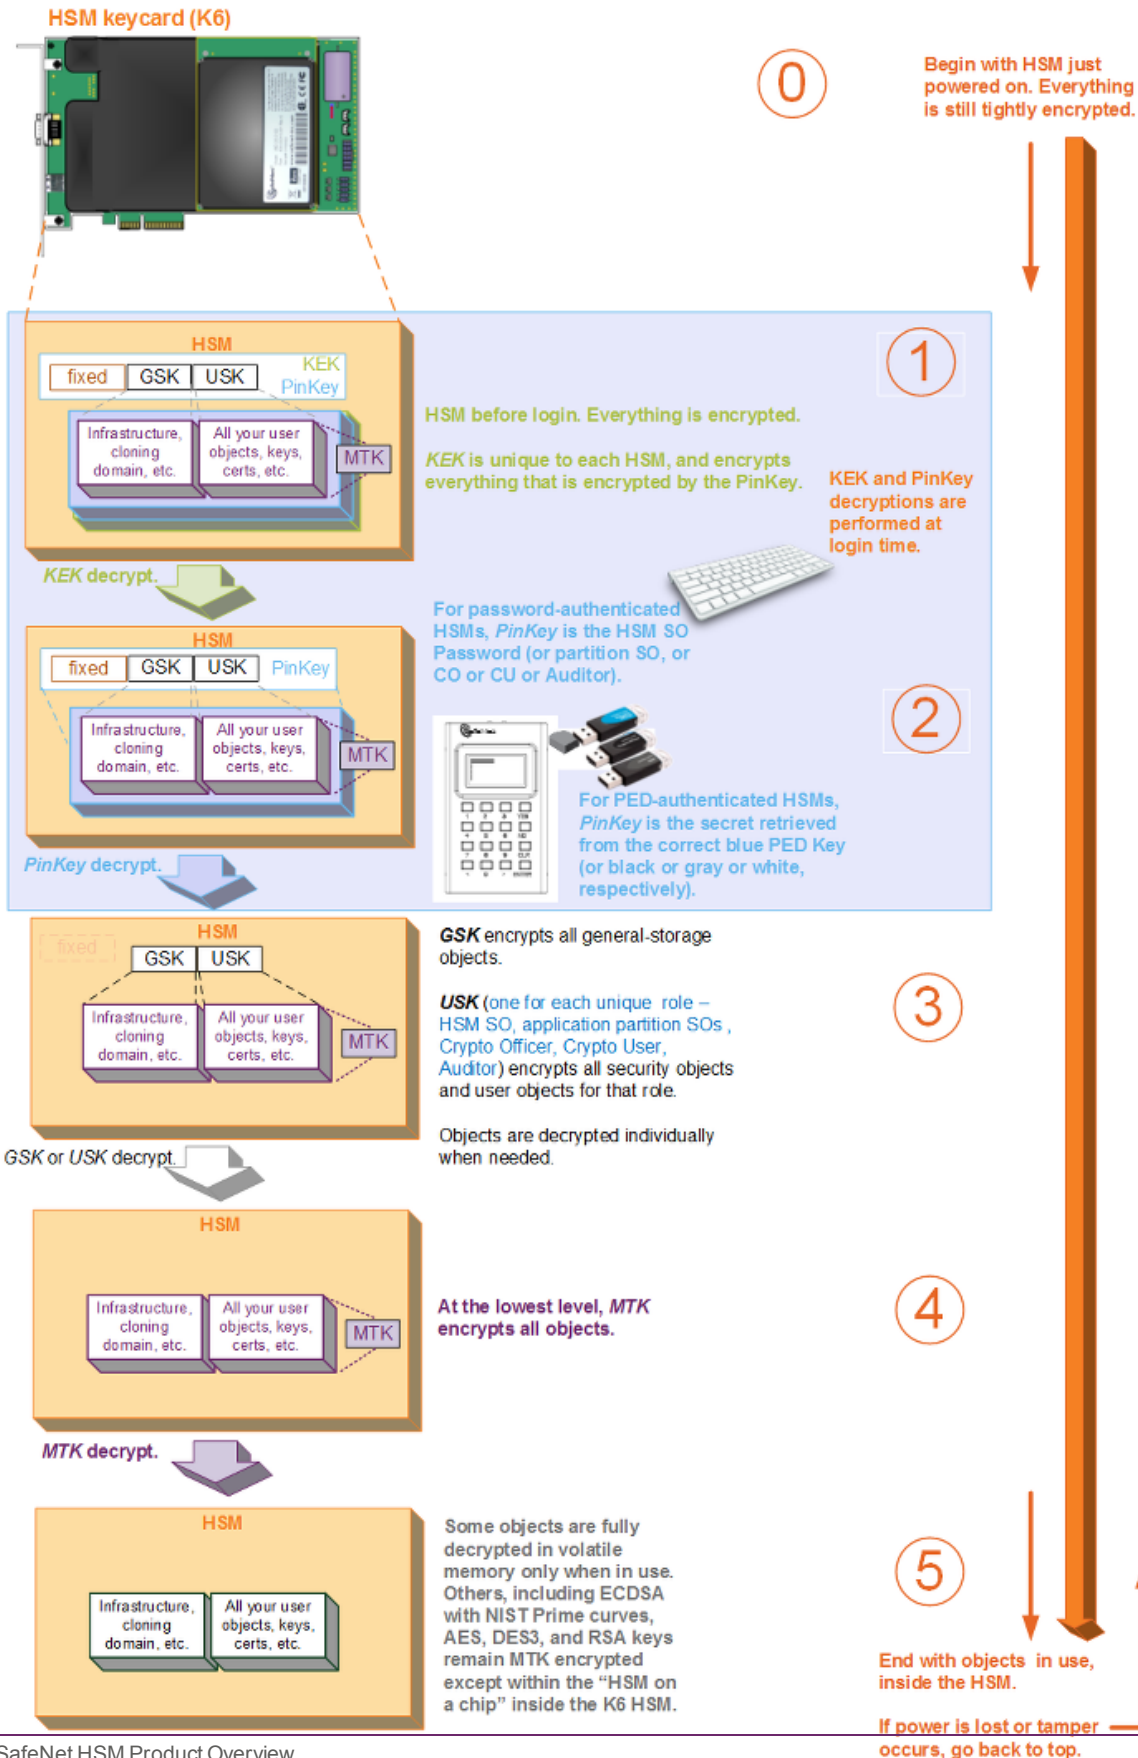 HSM keycard (K6)
0
Begin with HSM just
powered on. Everything
is still tightly encrypted.
HSM
KEK
fixed
GSK
USK
PinKey
Infrastructure,
cloning
domain, etc.
All your user
objects, keys,
certs, etc.
MTK
1
HSM before login. Everything is encrypted.
KEK is unique to each HSM, and encrypts
everything that is encrypted by the PinKey.
KEK and PinKey
decryptions are
performed at
login time.
KEK decrypt.
HSM
fixed
GSK
USK
PinKey
Infrastructure,
cloning
domain, etc.
All your user
objects, keys,
certs, etc.
MTK
For password-authenticated
HSMs, PinKey is the HSM SO
Password (or partition SO, or
CO or CU or Auditor).
2
For PED-authenticated HSMs,
PinKey is the secret retrieved
from the correct blue PED Key
(or black or gray or white,
respectively).
PinKey decrypt.
HSM
fixed
GSK
USK
Infrastructure,
cloning
domain, etc.
All your user
objects, keys,
certs, etc.
MTK
GSK encrypts all general-storage
objects.
USK (one for each unique role –
HSM SO, application partition SOs ,
Crypto Officer, Crypto User,
Auditor) encrypts all security objects
and user objects for that role.
Objects are decrypted individually
when needed.
3
GSK or USK decrypt.
HSM
Infrastructure,
cloning
domain, etc.
All your user
objects, keys,
certs, etc.
MTK
At the lowest level, MTK
encrypts all objects.
4
MTK decrypt.
HSM
Infrastructure,
cloning
domain, etc.
All your user
objects, keys,
certs, etc.
Some objects are fully
decrypted in volatile
memory only when in use.
Others, including ECDSA
with NIST Prime curves,
AES, DES3, and RSA keys
remain MTK encrypted
except within the “HSM on
a chip” inside the K6 HSM.
5
End with objects in use,
inside the HSM.
If power is lost or tamper
occurs, go back to top.
SafeNet HSM Product Overview